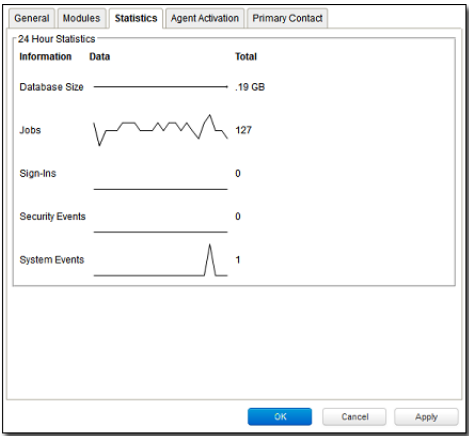 General Modules Statistics Agent Activation Primary Contact
24 Hour Statistics
Information Data Total
Database Size .19 GB
Jobs 127
Sign-Ins 0
Security Events 0
System Events 1
OK Cancel Apply